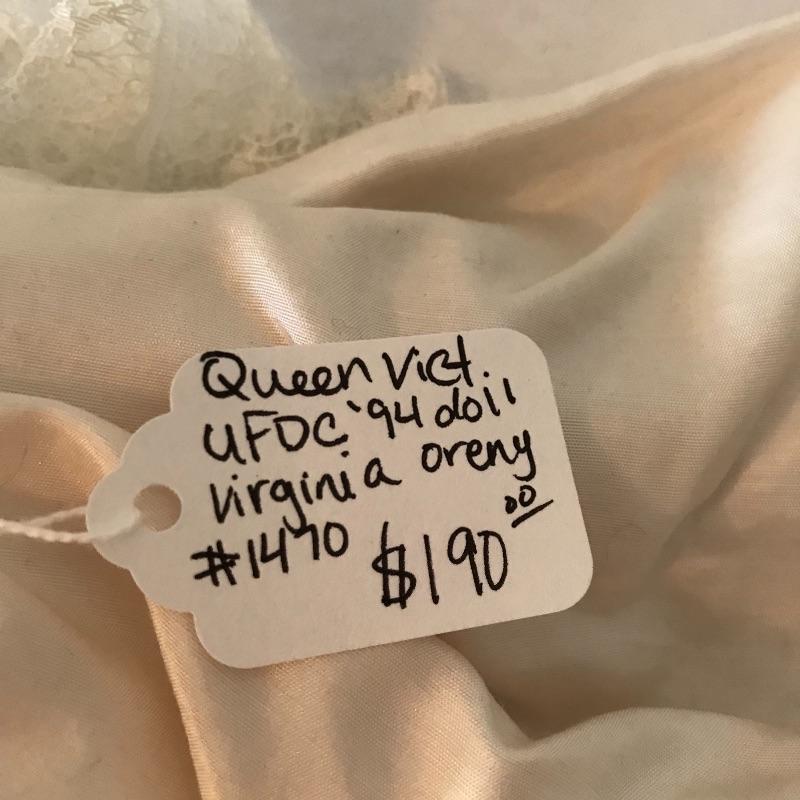 Queen Vict.
UFDC '94 doll
virginia oreny
#1470 $190.00